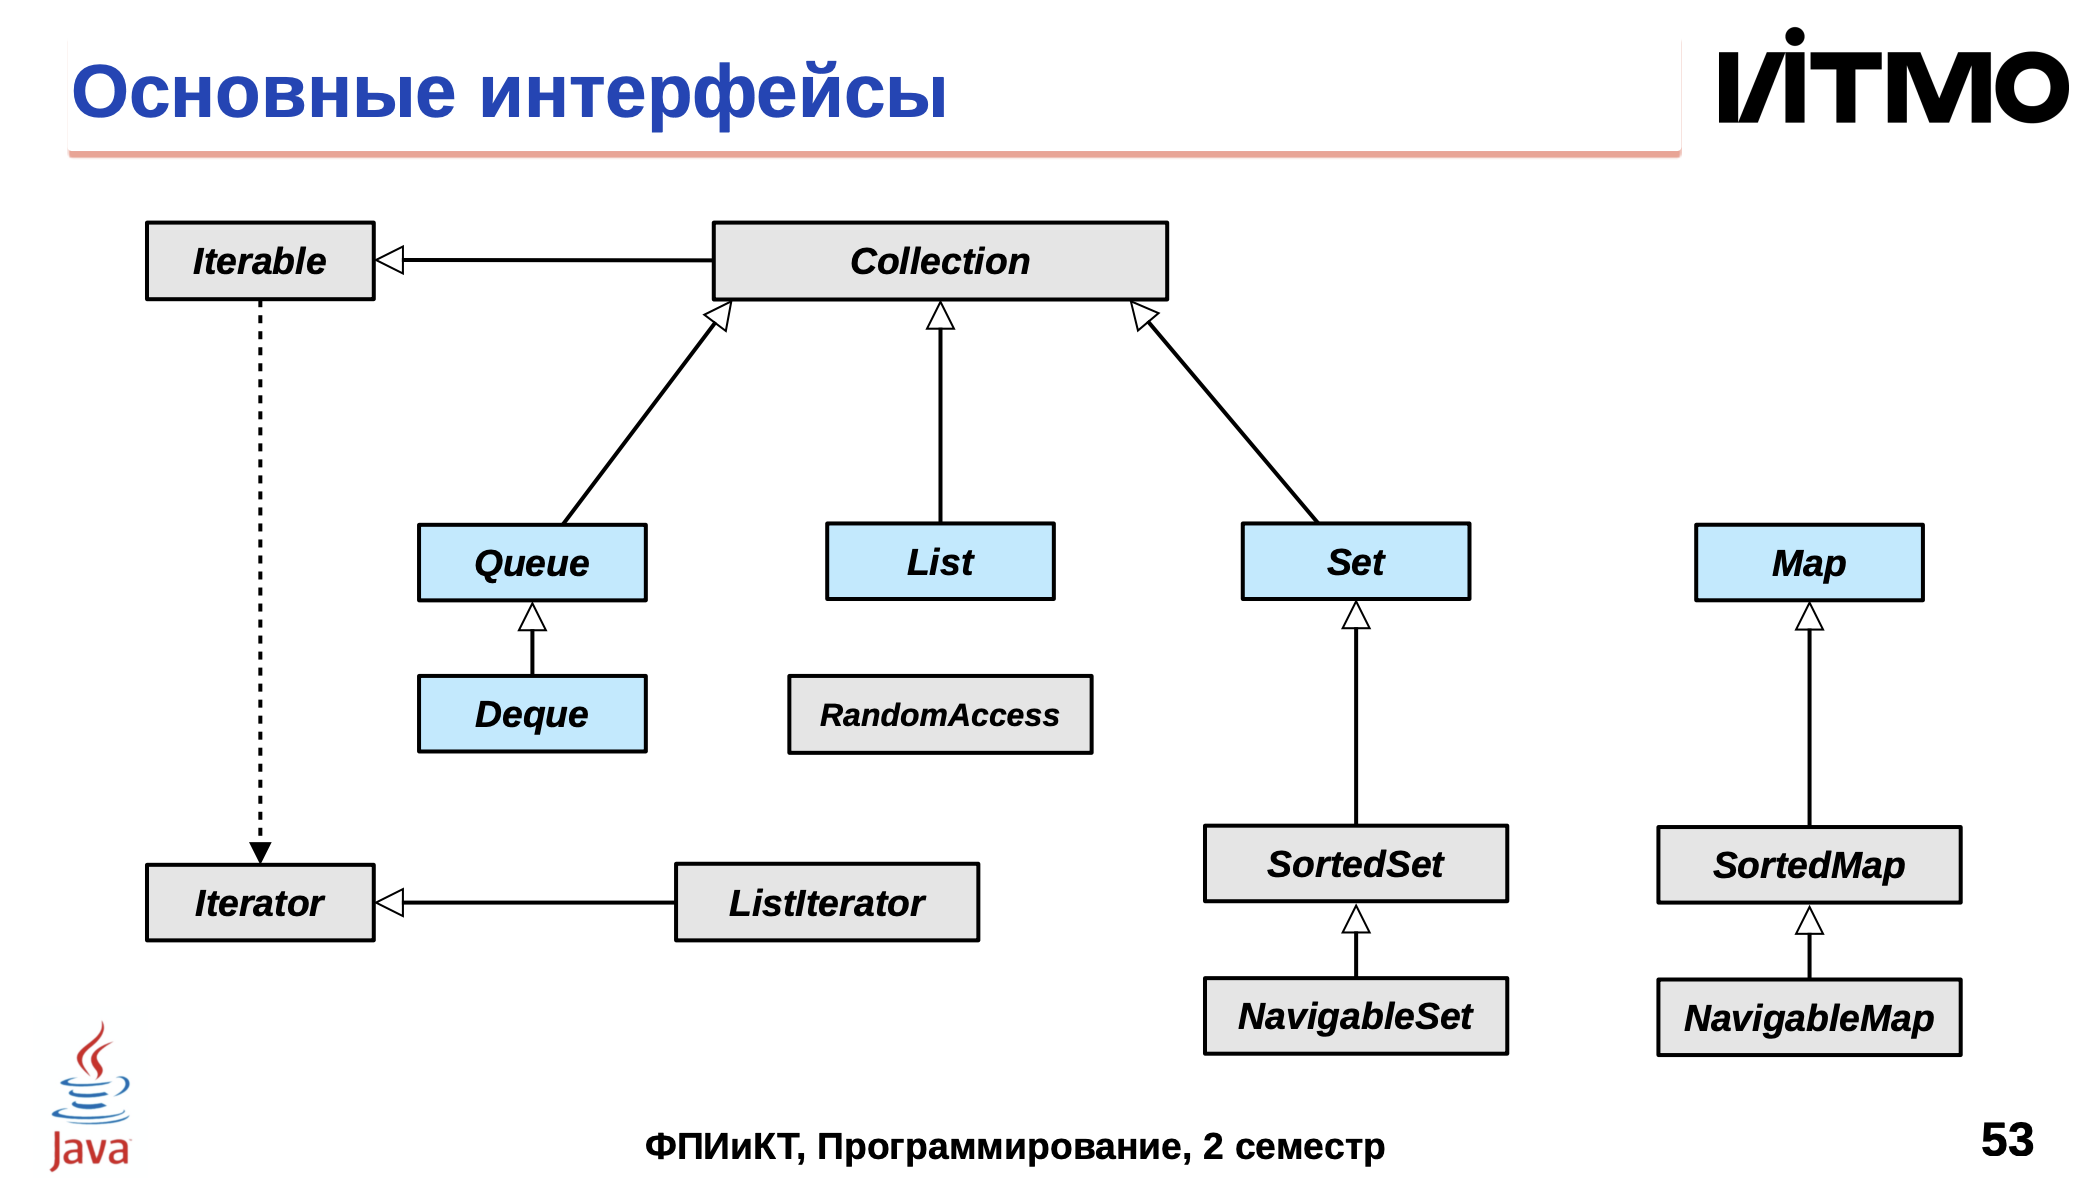 Основные интерфейсы
ITMO
Iterable
Collection
Queue
List
Set
Map
Deque
RandomAccess
SortedSet
SortedMap
Iterator
ListIterator
NavigableSet
NavigableMap
Java
ФПИиКТ, Программирование, 2 семестр
53